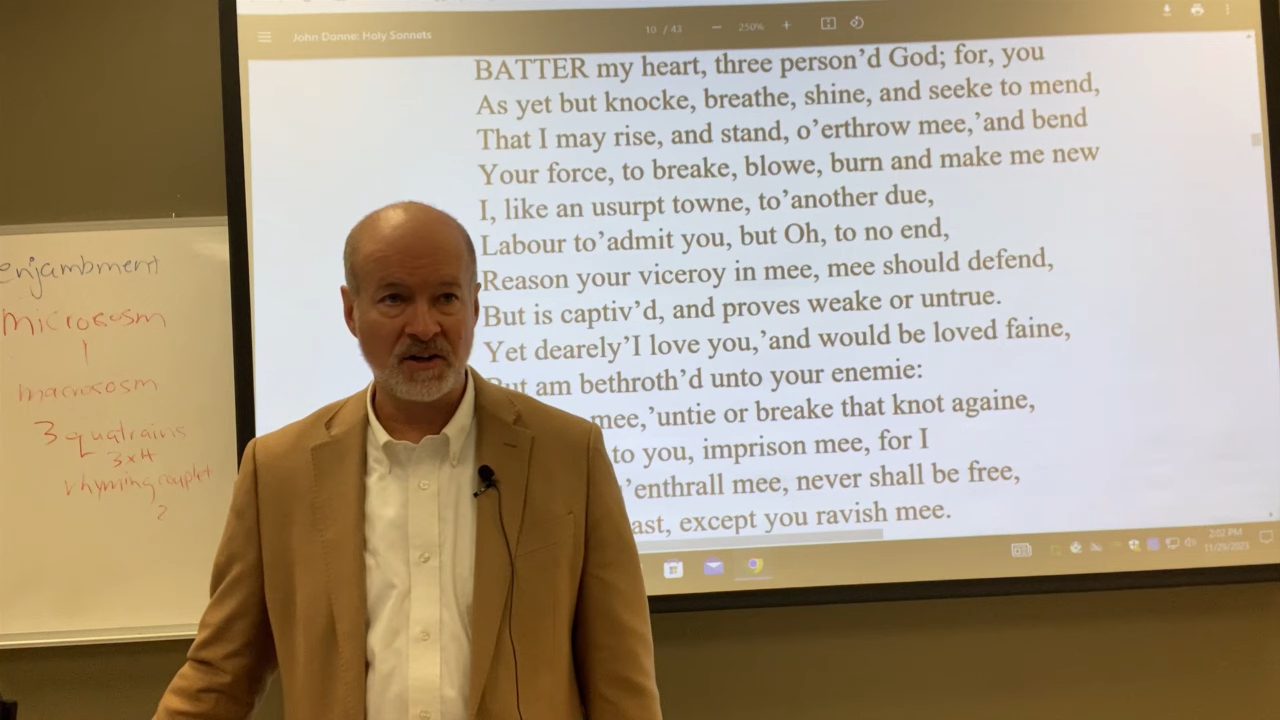 John Donne: Holy Sonnets
10 / 43
250%
BATTER my heart, three person'd God; for, you
As yet but knocke, breathe, shine, and seeke to mend,
That I may rise, and stand, o'erthrow mee,'and bend
Your force, to breake, blowe, burn and make me new
I, like an usurpt towne, to'another due,
Labour to'admit you, but Oh, to no end,
Reason your viceroy in mee, mee should defend,
But is captiv'd, and proves weake or untrue.
Yet dearely'I love you,'and would be loved faine,
But am bethroth'd unto your enemie:
mee,'untie or breake that knot againe,
to you, imprison mee, for I
'enthrall mee, never shall be free,
ast, except you ravish mee.
2:02 PM
enjambment
microcosm
macrocosm
3 quatrains
3x4
rhyming couplet
2